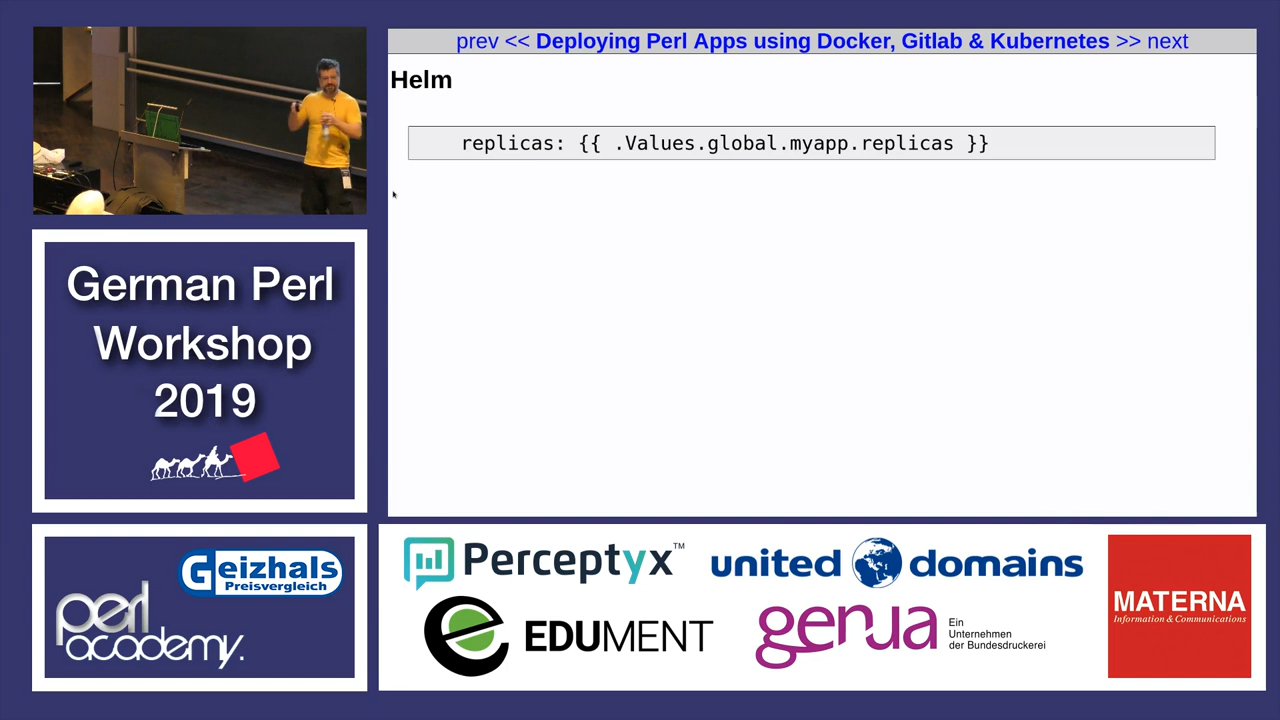 prev << Deploying Perl Apps using Docker, Gitlab & Kubernetes >> next
Helm
replicas: {{ .Values.global.myapp.replicas }}
German Perl
Workshop
2019
Geizhals
Preisvergleich
perl
academy.
Perceptyx™
united domains
EDUMENT
genua
Ein
Unternehmen
der Bundesdruckerei
MATERNA
Information & Communications